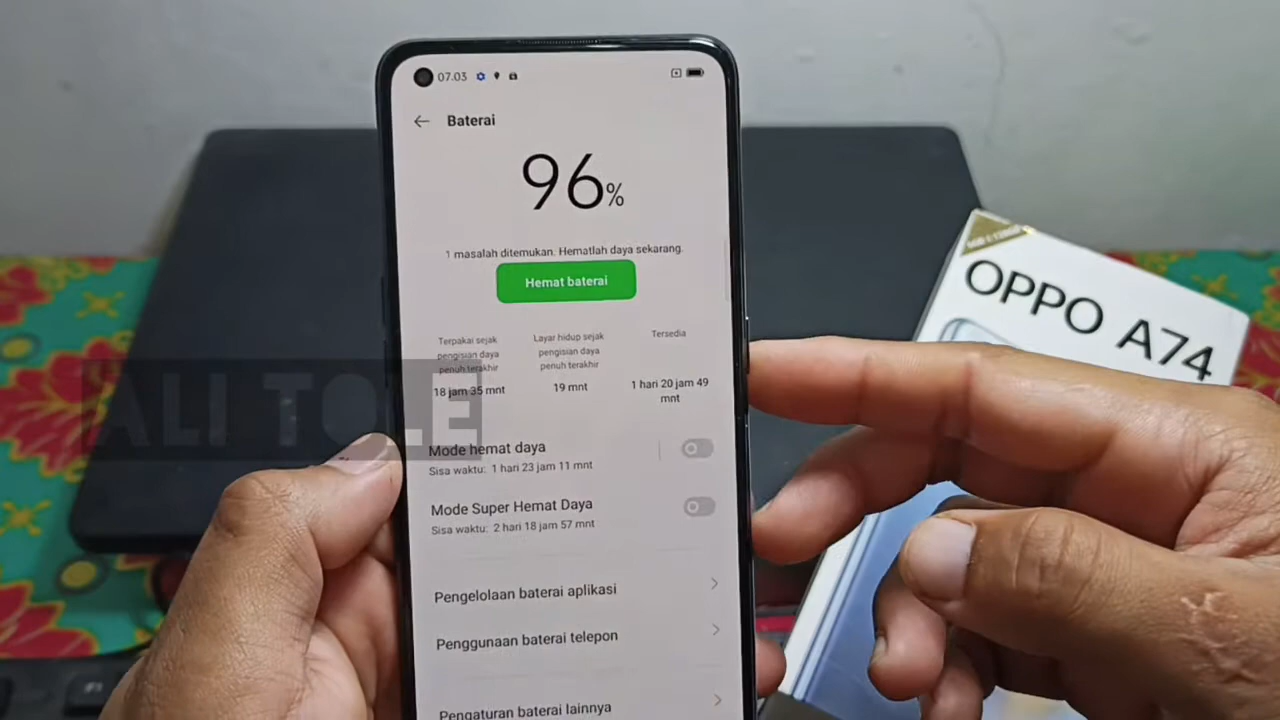 07.03
Baterai
96%
1 masalah ditemukan. Hematlah daya sekarang.
Hemat baterai
Terpakai sejak
pengisian daya
penuh terakhir
18 jam 35 mnt
Layar hidup sejak
pengisian daya
penuh terakhir
19 mnt
Tersedia
1 hari 20 jam 49
mnt
Mode hemat daya
Sisa waktu: 1 hari 23 jam 11 mnt
Mode Super Hemat Daya
Sisa waktu: 2 hari 18 jam 57 mnt
Pengelolaan baterai aplikasi
Penggunaan baterai telepon
Pengaturan baterai lainnya
ALI TOLE
OPPO A74